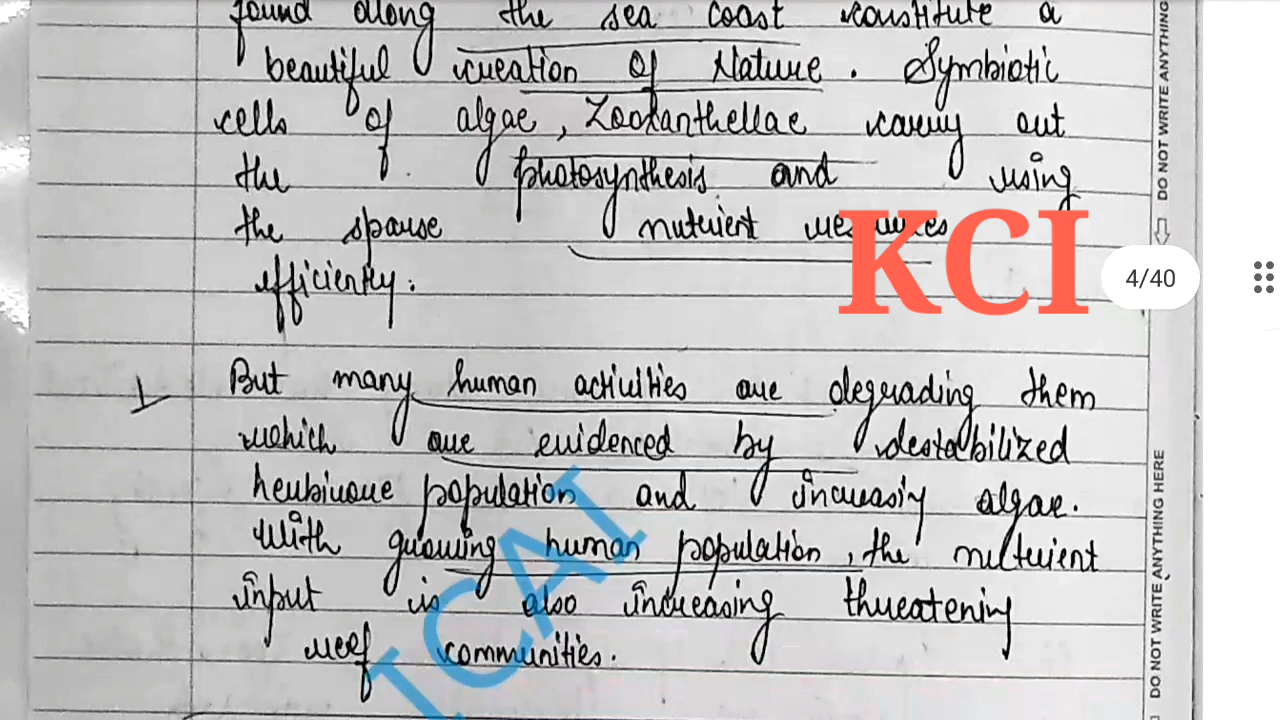 found along the sea coast constitute a
beautiful creation of Nature. Symbiotic
cells of algae, Zooxanthellae carry out
the photosynthesis and using
the sparse nutrient resources
efficiently.
KCI
4/40
But many human activities are degrading them
which are evidenced by destabilized
herbivore population and increasing algae.
With growing human population, the nutrient
input is also increasing threatening
reef communities.
ICAI
DO NOT WRITE ANYTHING
DO NOT WRITE ANYTHING HERE